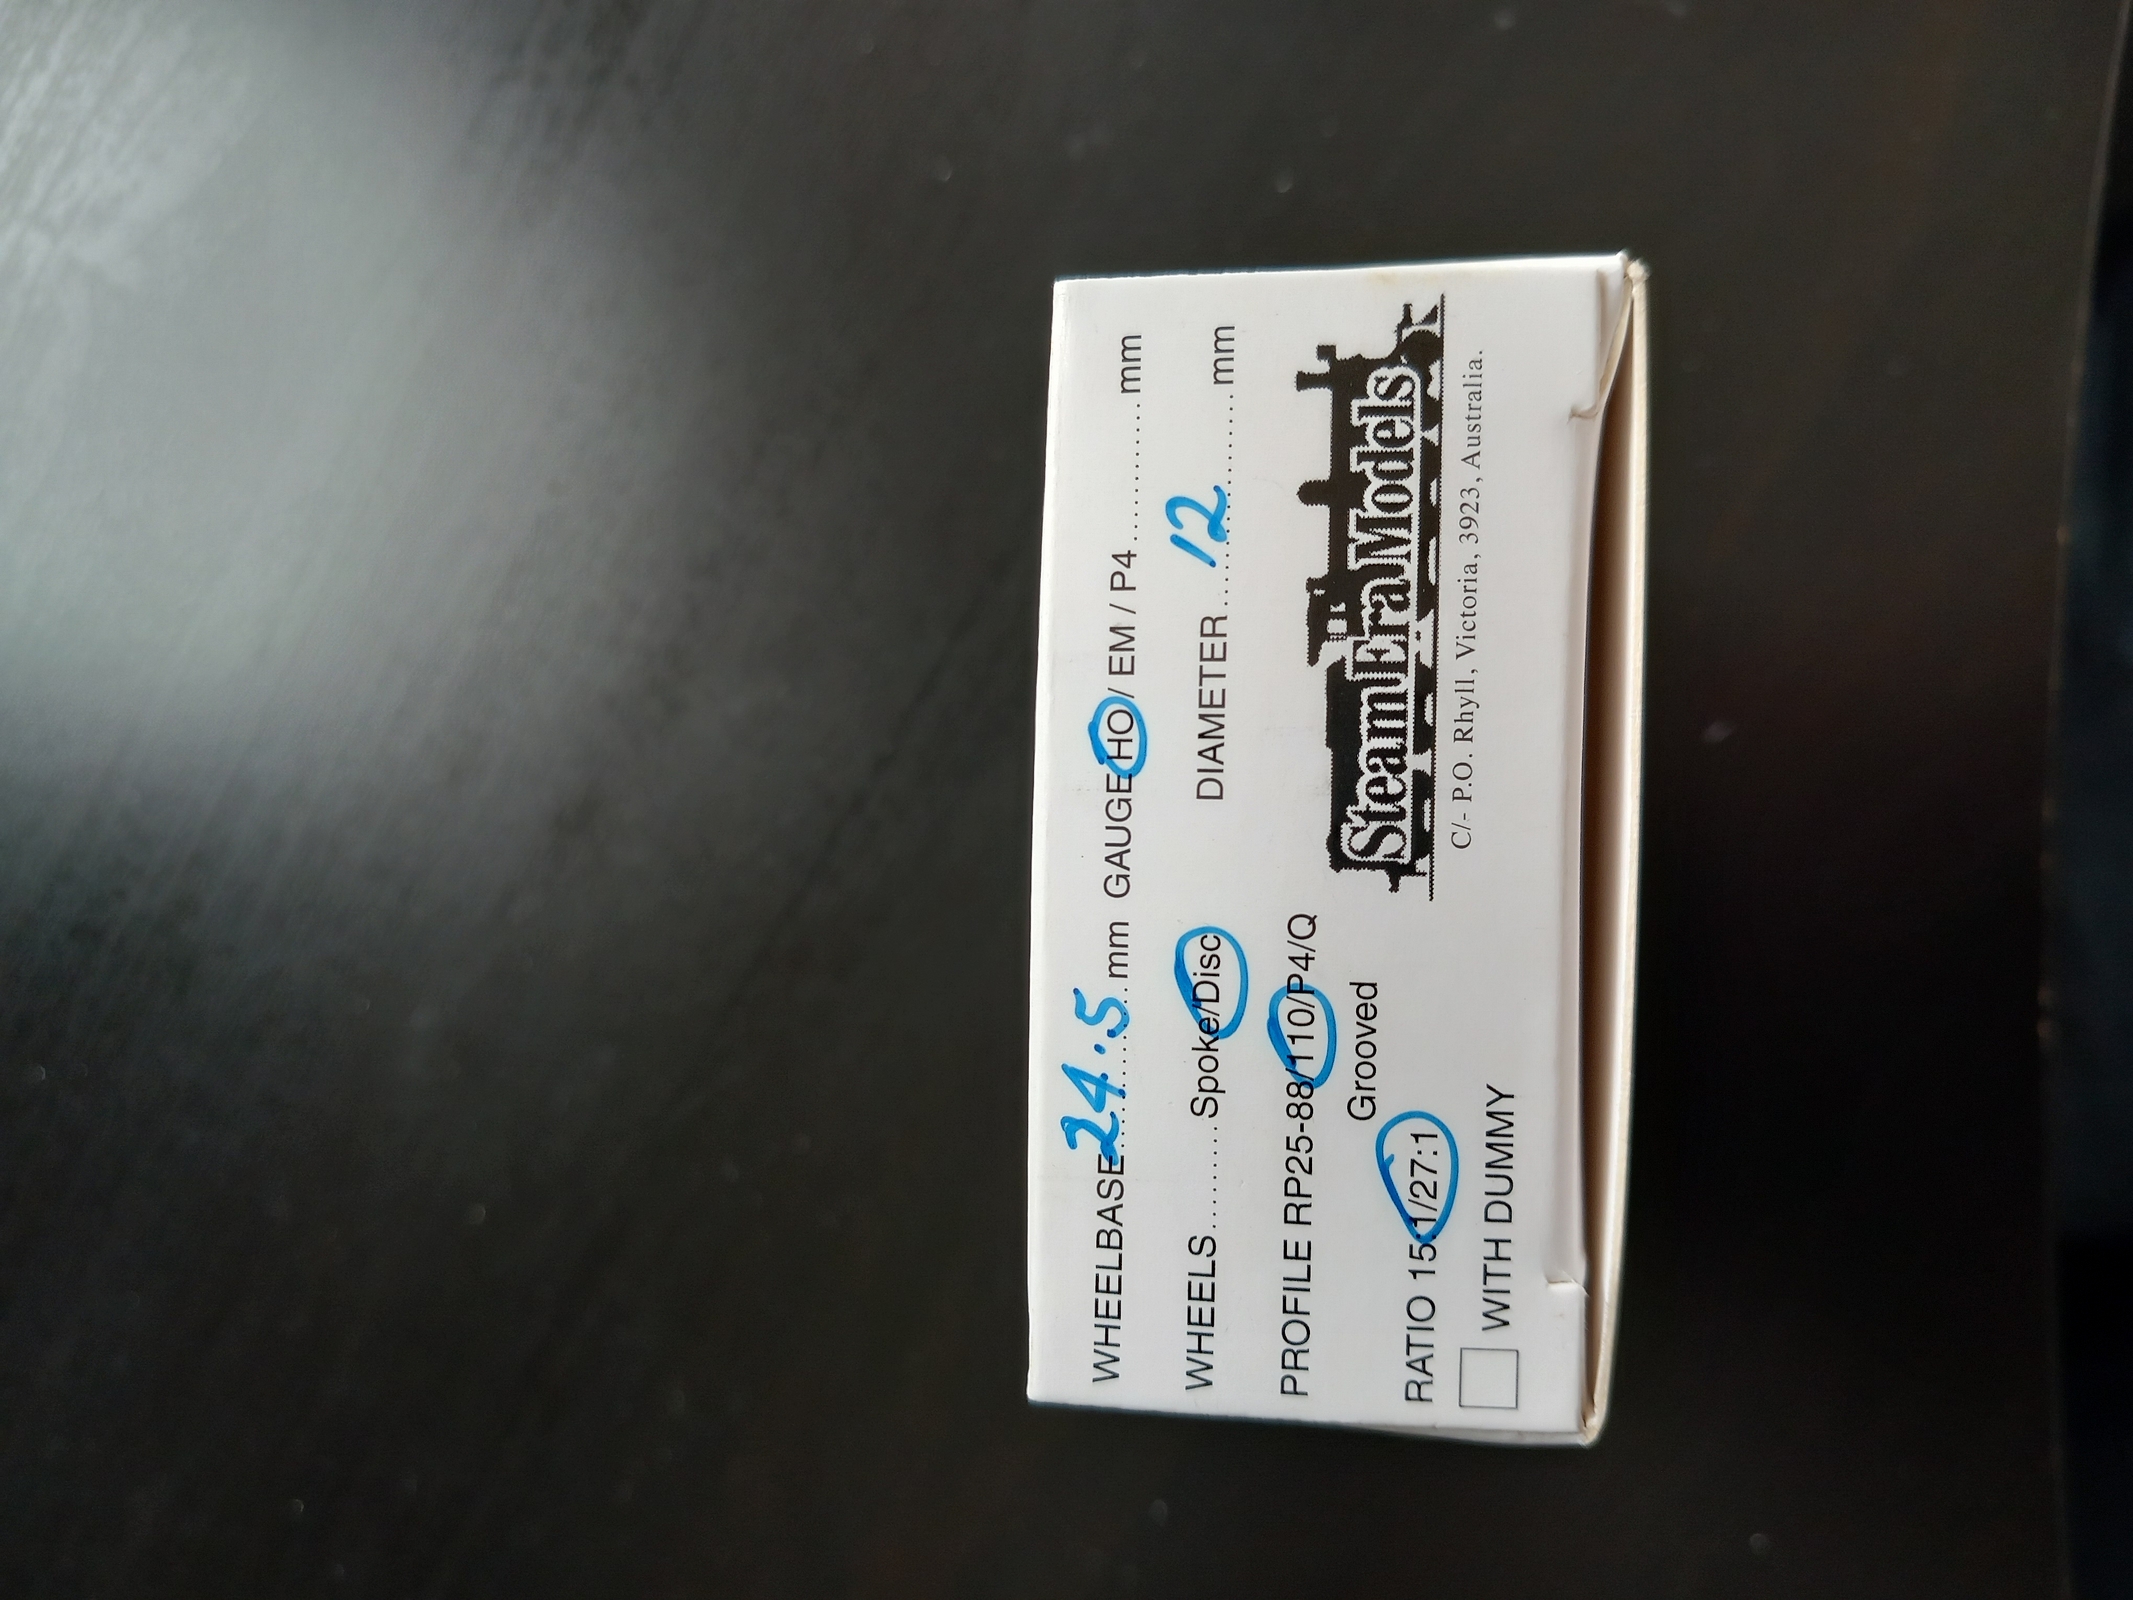 WHEELBASE 24.5 mm GAUGE HO / EM / P4 ............ mm
WHEELS .......... Spoke/Disc DIAMETER 12 mm
PROFILE RP25-88/110/P4/Q
Grooved
RATIO 15:1/27:1
WITH DUMMY
SteamEraModels
C/- P.O. Rhyll, Victoria, 3923, Australia.